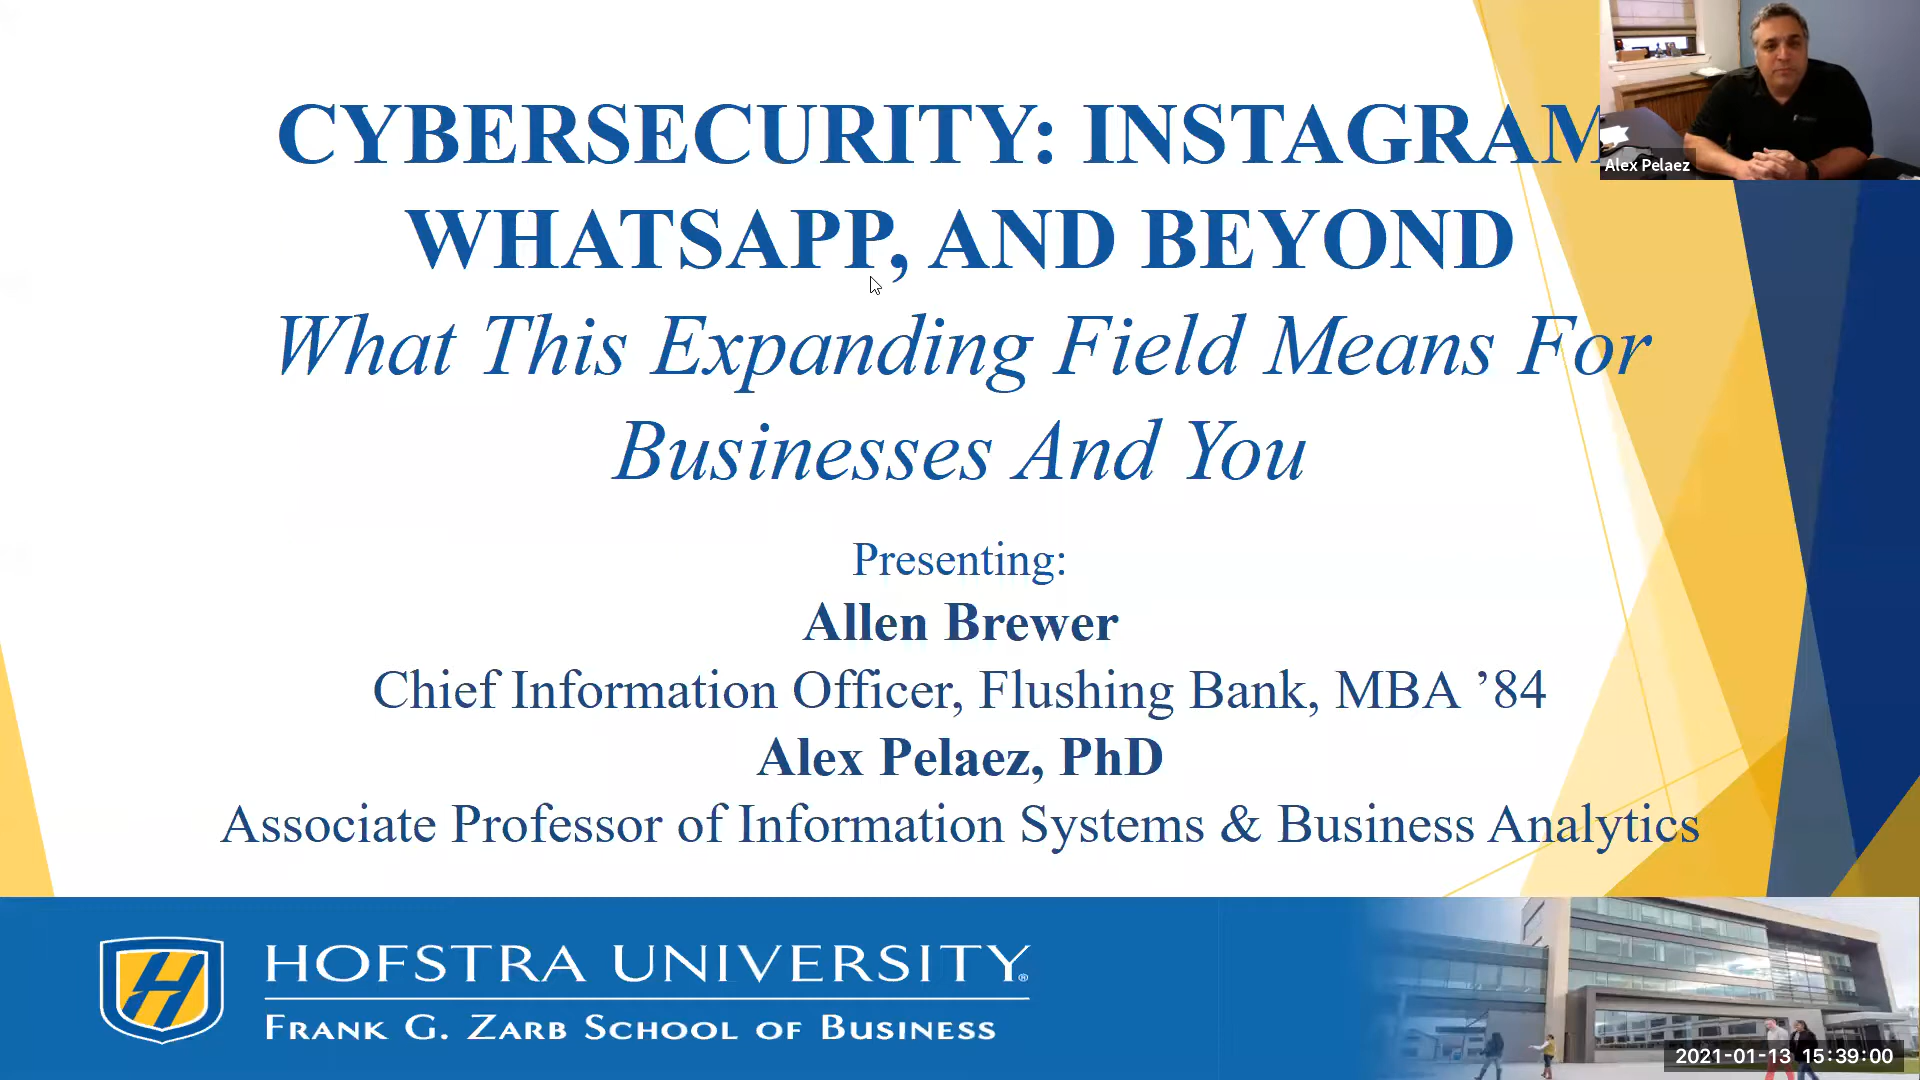 CYBERSECURITY: INSTAGRAM
WHATSAPP, AND BEYOND
What This Expanding Field Means For
Businesses And You
Presenting:
Allen Brewer
Chief Information Officer, Flushing Bank, MBA ’84
Alex Pelaez, PhD
Associate Professor of Information Systems & Business Analytics
Alex Pelaez
HOFSTRA UNIVERSITY®
FRANK G. ZARB SCHOOL OF BUSINESS
2021-01-13 15:39:00